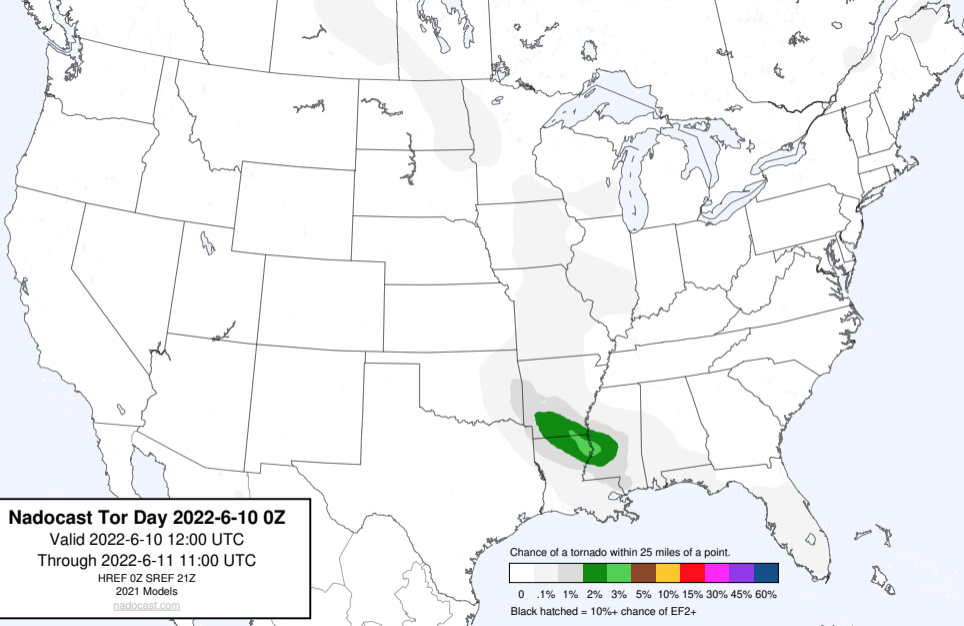 Nadocast Tor Day 2022-6-10 0Z
Valid 2022-6-10 12:00 UTC
Through 2022-6-11 11:00 UTC
HREF 0Z SREF 21Z
2021 Models
nadocast.com
Chance of a tornado within 25 miles of a point.
0 .1% 1% 2% 3% 5% 10% 15% 30% 45% 60%
Black hatched = 10%+ chance of EF2+